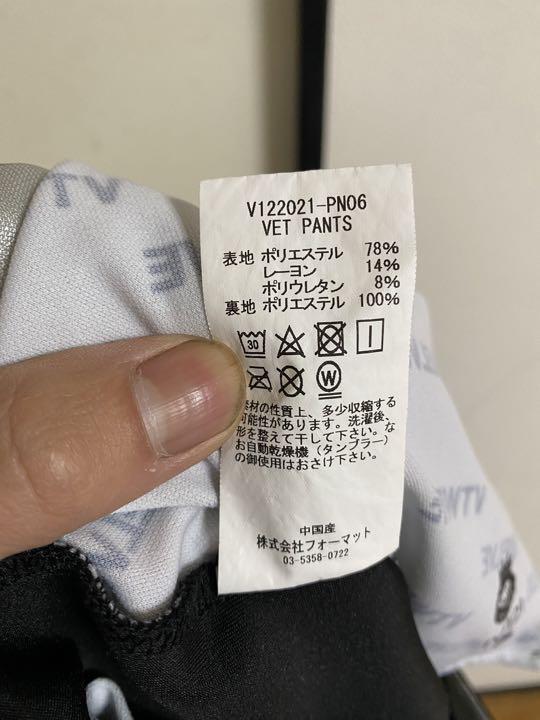 V122021-PN06
VET PANTS
表地 ポリエステル 78%
レーヨン 14%
ポリウレタン 8%
裏地 ポリエステル 100%
30
W
素材の性質上、多少収縮する
可能性があります。洗濯後、
形を整えて干して下さい。な
お自動乾燥機（タンブラー）
の御使用はおさけ下さい。
中国産
株式会社フォーマット
03-5358-0722